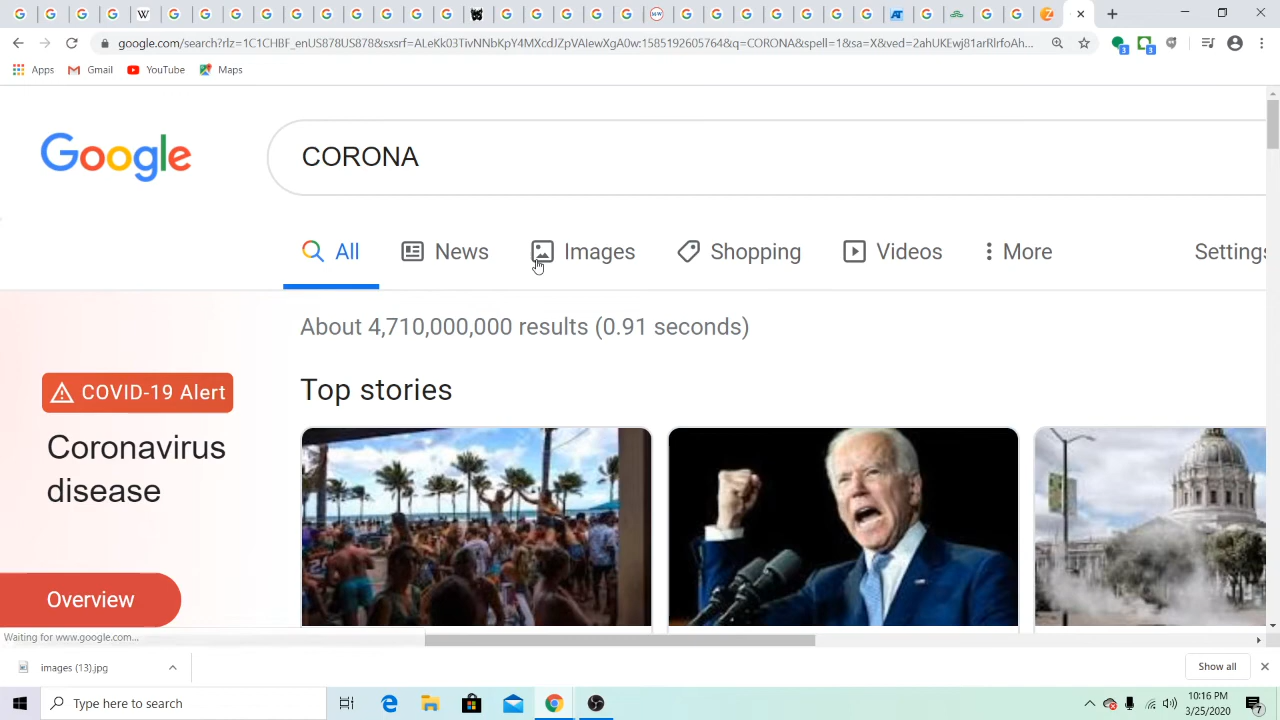 google.com/search?rlz=1C1CHBF_enUS878US878&sxsrf=ALeKk03TivNNbKpY4MXcdJZpVAlewXgA0w:1585192605764&q=CORONA&spell=1&sa=X&ved=2ahUKEwj81arRlrfoAh...
Apps Gmail YouTube Maps
Google CORONA
All News Images Shopping Videos More Settings
About 4,710,000,000 results (0.91 seconds)
Top stories
COVID-19 Alert
Coronavirus
disease
Overview
Waiting for www.google.com...
images (13).jpg Show all
Type here to search
10:16 PM
3/25/2020